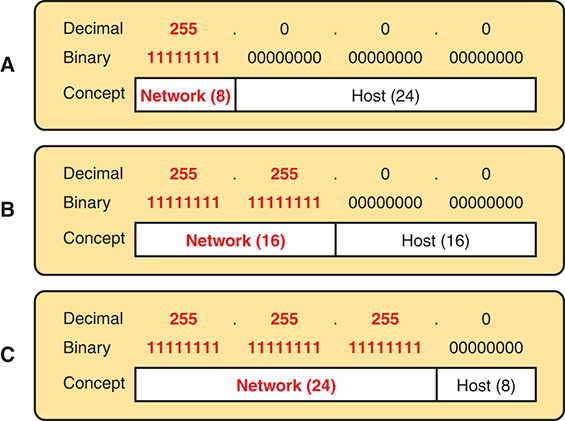 A
Decimal 255 . 0 . 0 . 0
Binary 11111111 00000000 00000000 00000000
Concept Network (8) Host (24)
B
Decimal 255 . 255 . 0 . 0
Binary 11111111 11111111 00000000 00000000
Concept Network (16) Host (16)
C
Decimal 255 . 255 . 255 . 0
Binary 11111111 11111111 11111111 00000000
Concept Network (24) Host (8)